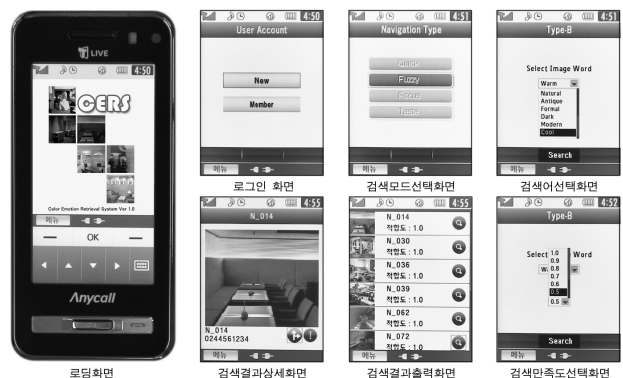 LIVE
4:50
CERS
Color Emotion Retrieval System Ver 1.0
메뉴
OK
Anycall
로딩화면
4:50
User Account
New
Member
메뉴
로그인 화면
4:51
Navigation Type
Quick
Fuzzy
Focus
Taste
메뉴
검색모드선택화면
4:51
Type-B
Select Image Word
Warm
Natural
Antique
Formal
Dark
Modern
Cool
Search
메뉴
검색어선택화면
4:55
N_014
N_014
0244561234
메뉴
검색결과상세화면
4:55
N_014
적합도 : 1.0
N_030
적합도 : 1.0
N_036
적합도 : 1.0
N_039
적합도 : 1.0
N_062
적합도 : 1.0
N_072
적합도 : 1.0
메뉴
검색결과출력화면
4:52
Type-B
Select Word
1.0
0.9
0.8
0.7
0.6
0.5
0.5
Search
메뉴
검색만족도선택화면